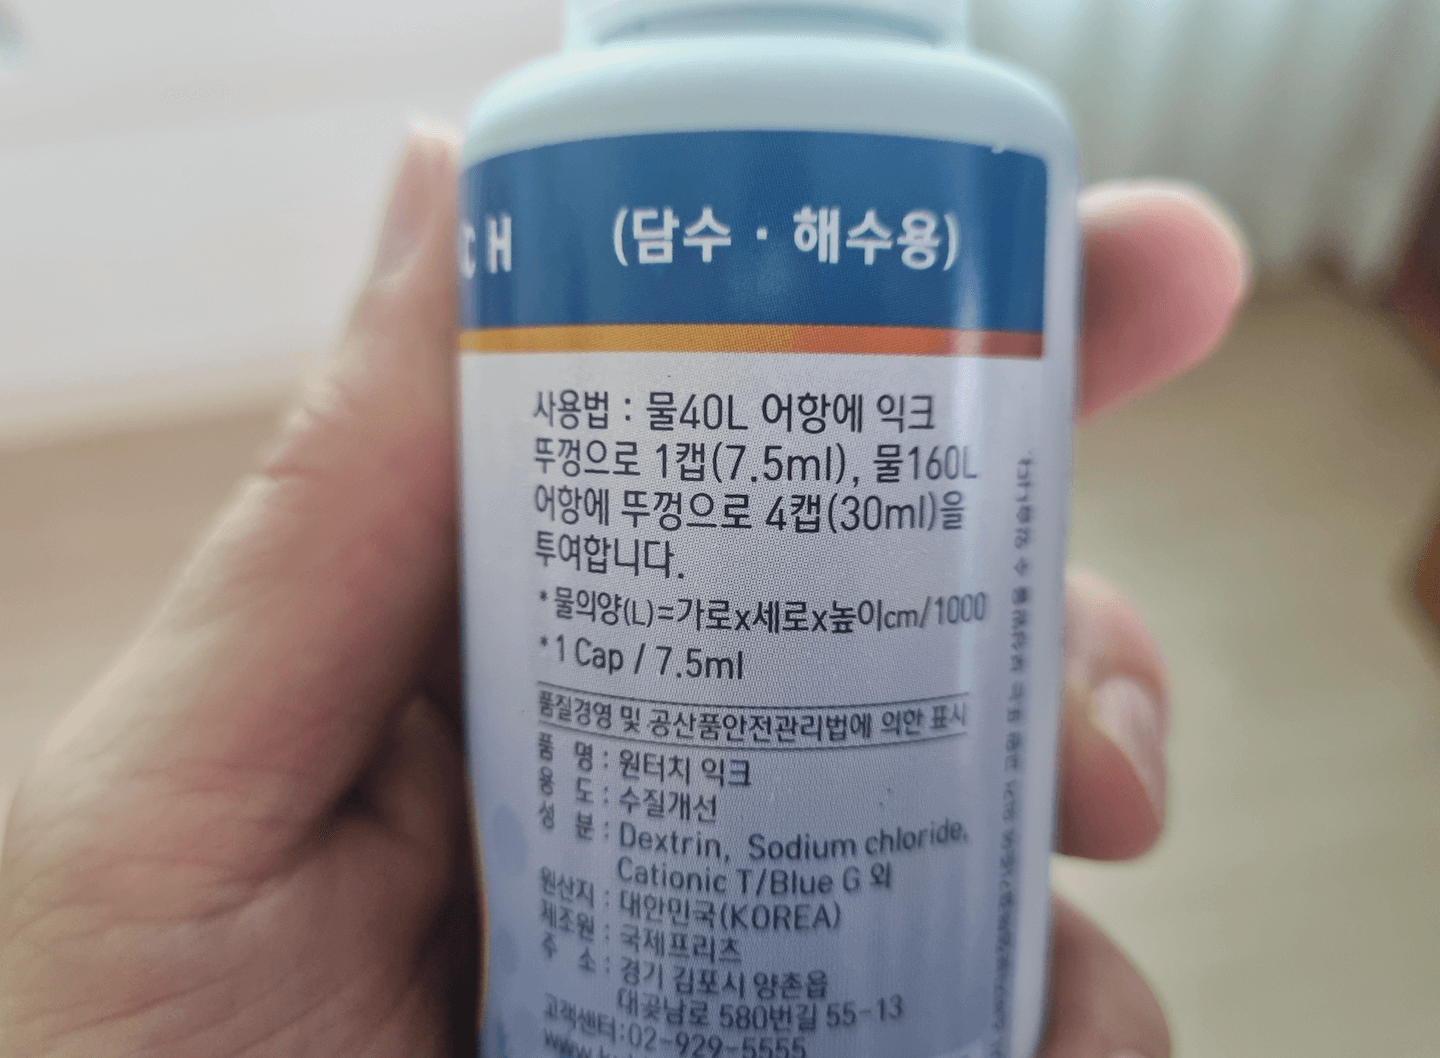 CH (담수 · 해수용)
사용법 : 물40L 어항에 익크
뚜껑으로 1캡(7.5ml), 물160L
어항에 뚜껑으로 4캡(30ml)을
투여합니다.
* 물의양(L)=가로x세로x높이cm/1000
* 1 Cap / 7.5ml
품질경영 및 공산품안전관리법에 의한 표시
품 명 : 원터치 익크
용 도 : 수질개선
성 분 : Dextrin, Sodium chloride,
Cationic T/Blue G 외
원산지 : 대한민국(KOREA)
제조원 : 국제프리츠
주 소 : 경기 김포시 양촌읍
대곶남로 580번길 55-13
고객센터:02-929-5555